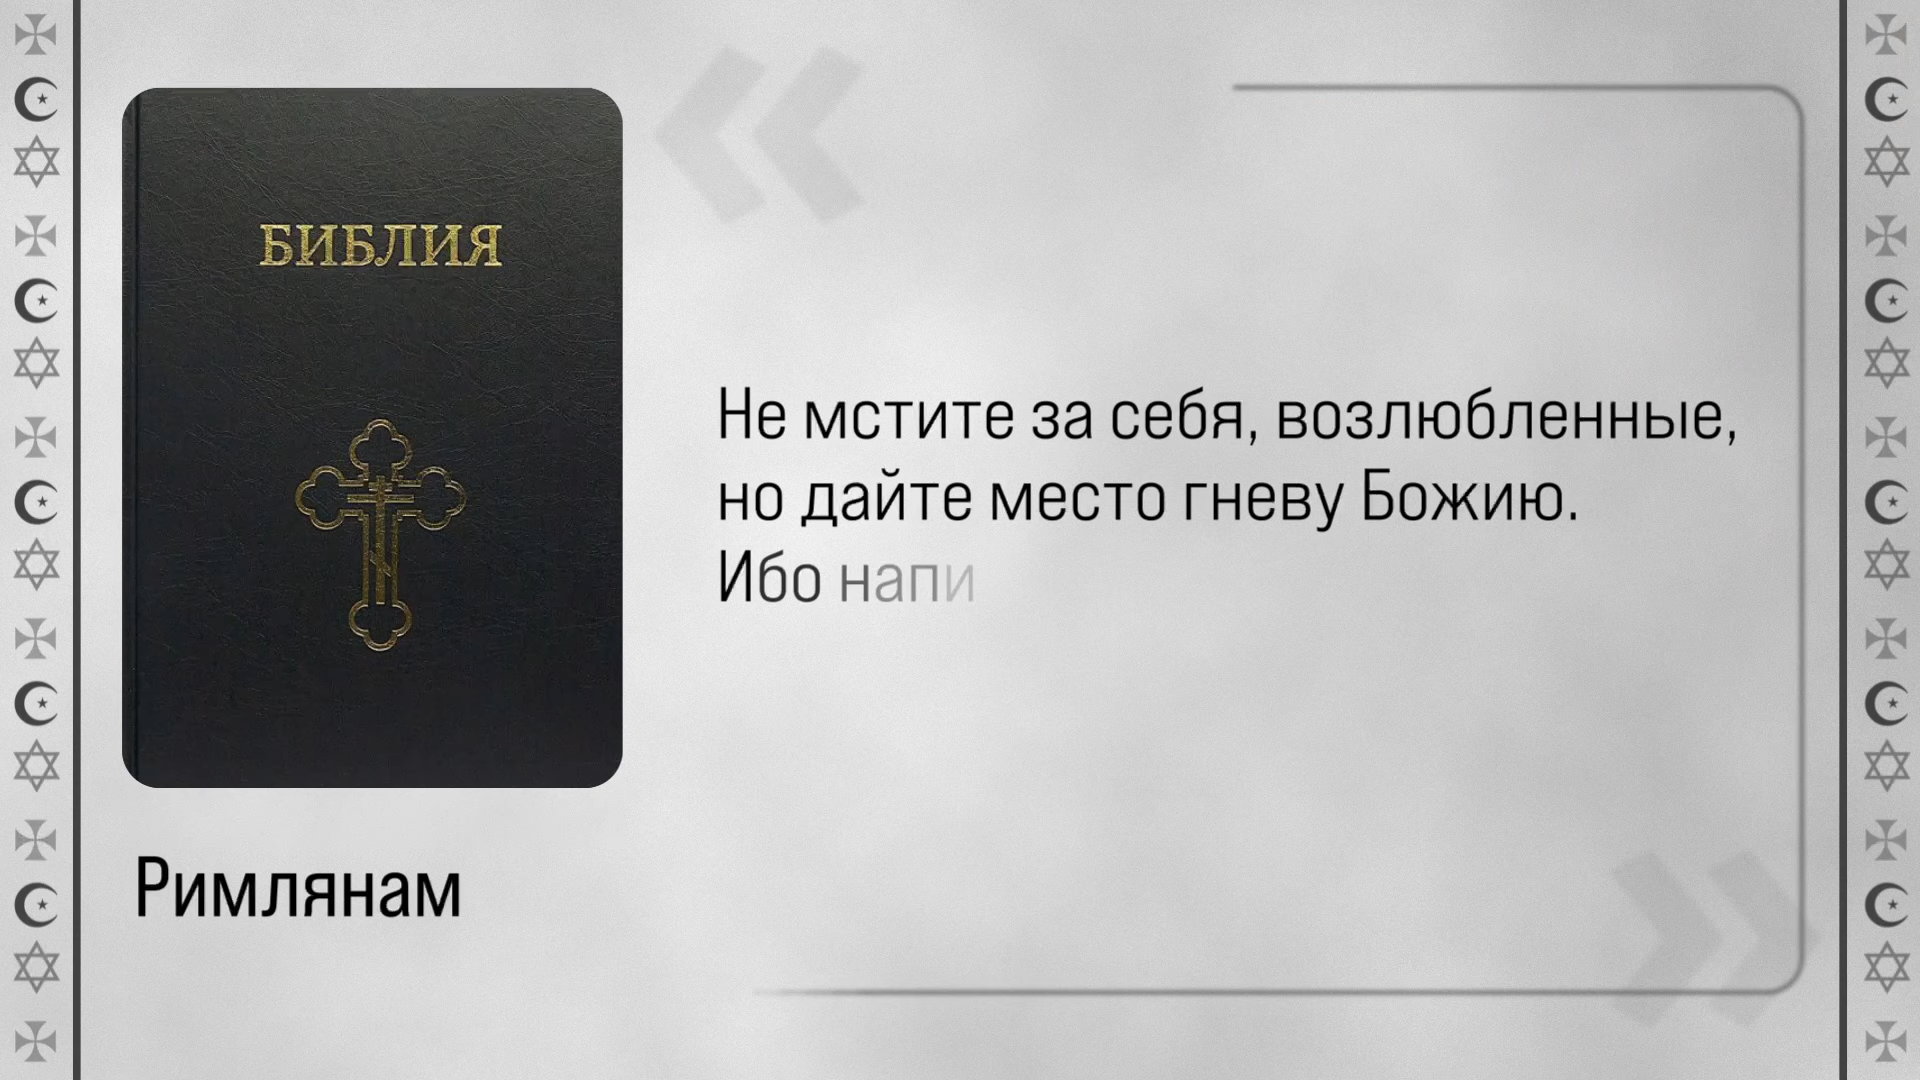 БИБЛИЯ
Римлянам
Не мстите за себя, возлюбленные,
но дайте место гневу Божию.
Ибо напи